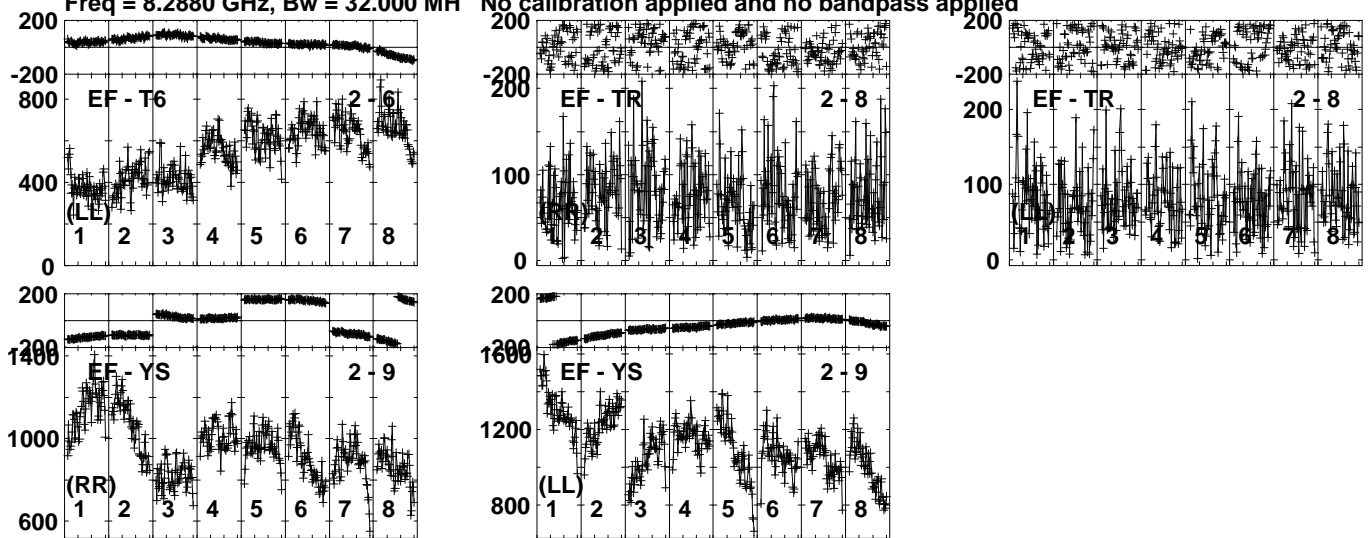 Freq = 8.2880 GHz, Bw = 32.000 MH No calibration applied and no bandpass applied
200 200 200
-200 -200 -200
EF - T6 2 - 6 EF - TR 2 - 8 EF - TR 2 - 8
800 200 200
400 100 100
(LL) (RR) (LL)
1 2 3 4 5 6 7 8 1 2 3 4 5 6 7 8 1 2 3 4 5 6 7 8
0 0 0
200 200
-200 -200
1400 1600
EF - YS 2 - 9 EF - YS 2 - 9
1000 1200
(RR) (LL)
1 2 3 4 5 6 7 8 1 2 3 4 5 6 7 8
600 800